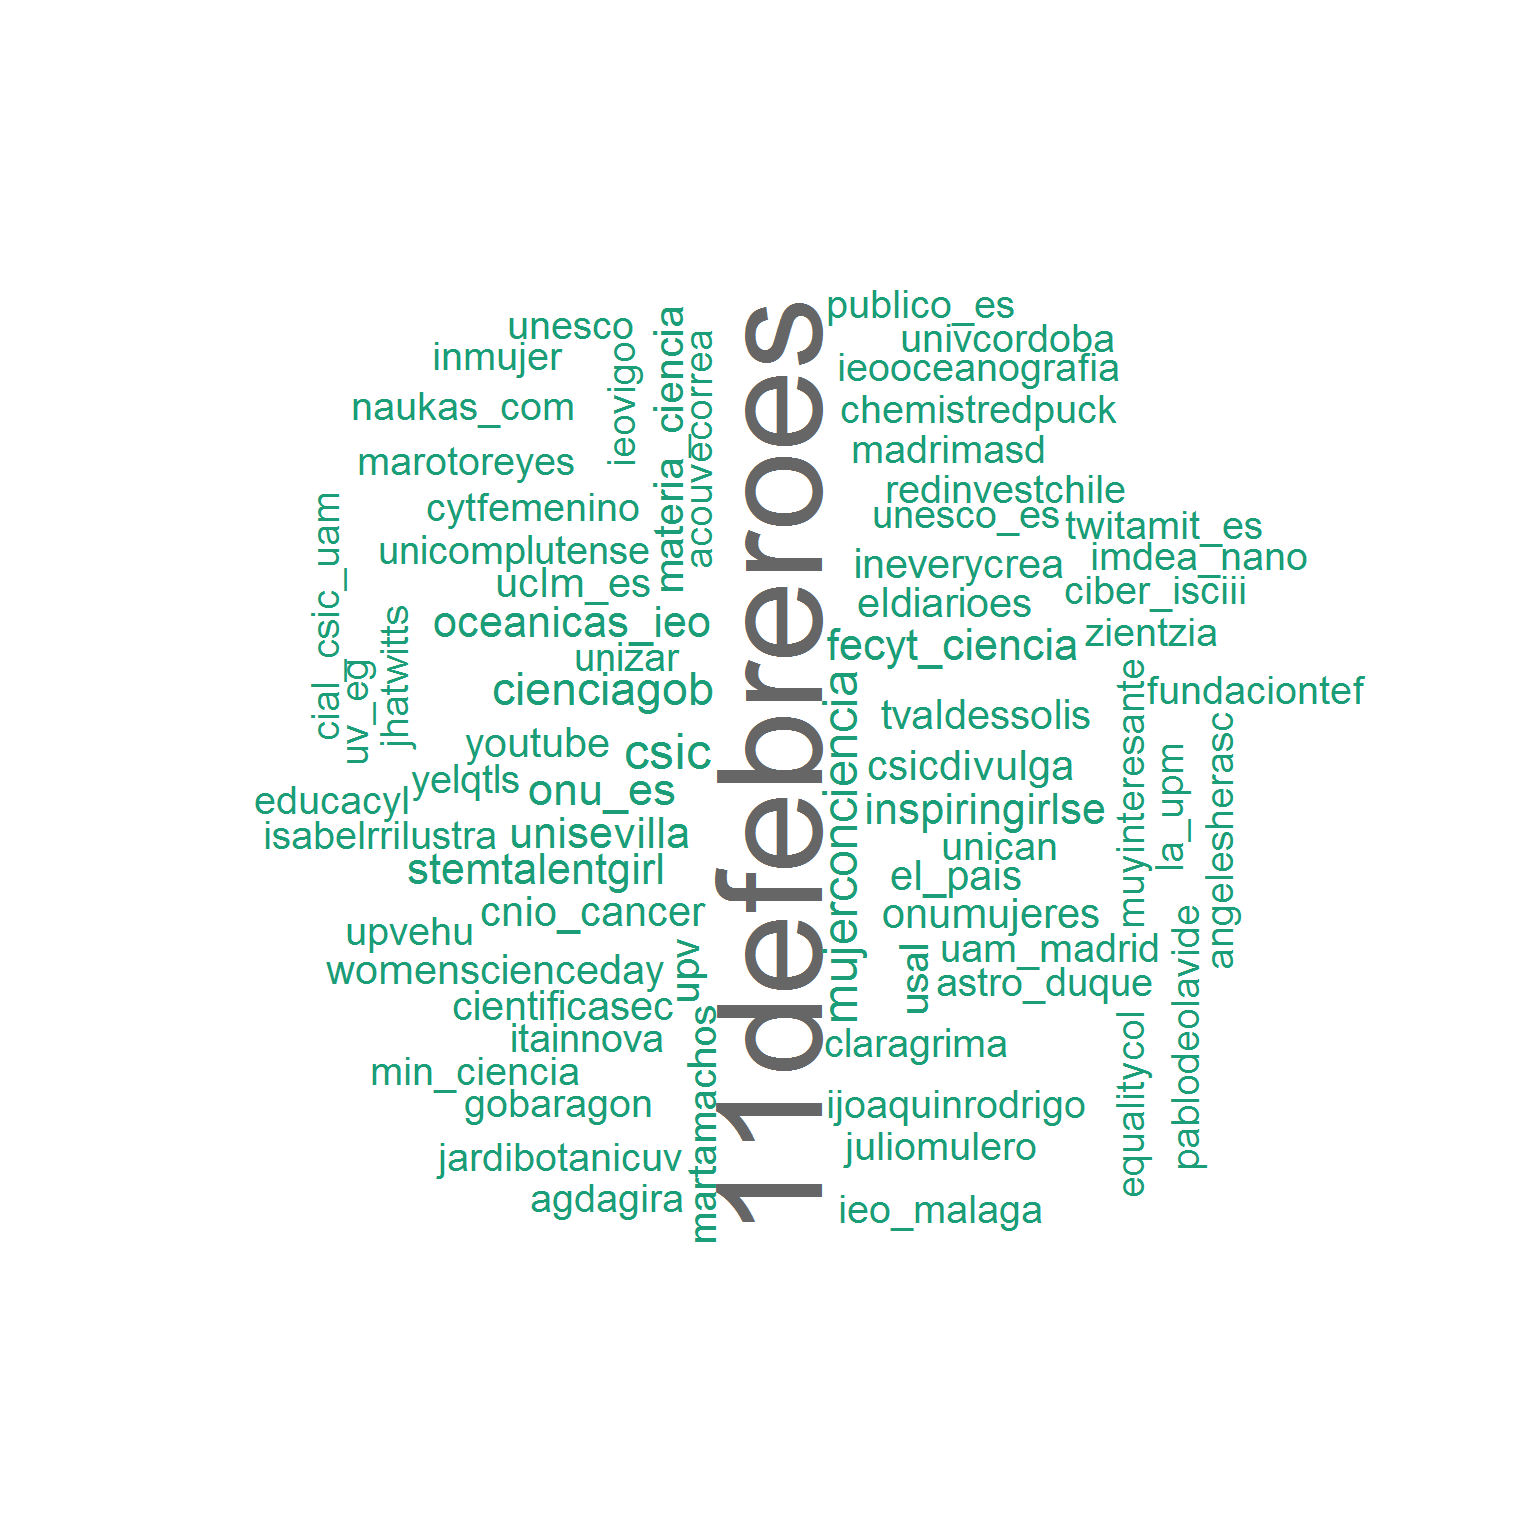 publico_es
unesco
univcordoba
inmujer
ieooceanografia
materia_ciencia
acouvecorrea
ieovigo
naukas_com
chemistredpuck
madrimasd
marotoreyes
redinvestchile
cytfemenino
unesco_es
twitamit_es
unicomplutense
imdea_nano
ineverycrea
uclm_es
ciber_isciii
eldiarioes
oceanicas_ieo
zientzia
fecyt_ciencia
cial_csic_uam
unizar
jhatwitts
uv_eg
cienciagob
fundaciontef
tvaldessolis
youtube
csic
11defebreroes
csicdivulga
yelqtls
onu_es
educacyl
inspiringirlse
muyinteresante
la_upm
angelesherasc
isabelrrilustra
unisevilla
mujerconciencia
unican
stemtalentgirl
el_pais
cnio_cancer
onumujeres
upvehu
uam_madrid
womenscienceday
upv
usal
astro_duque
cientificasec
itainnova
claragrima
pablodeolavide
min_ciencia
gobaragon
ijoaquinrodrigo
equalitycol
martamachos
juliomulero
jardibotanicuv
agdagira
ieo_malaga